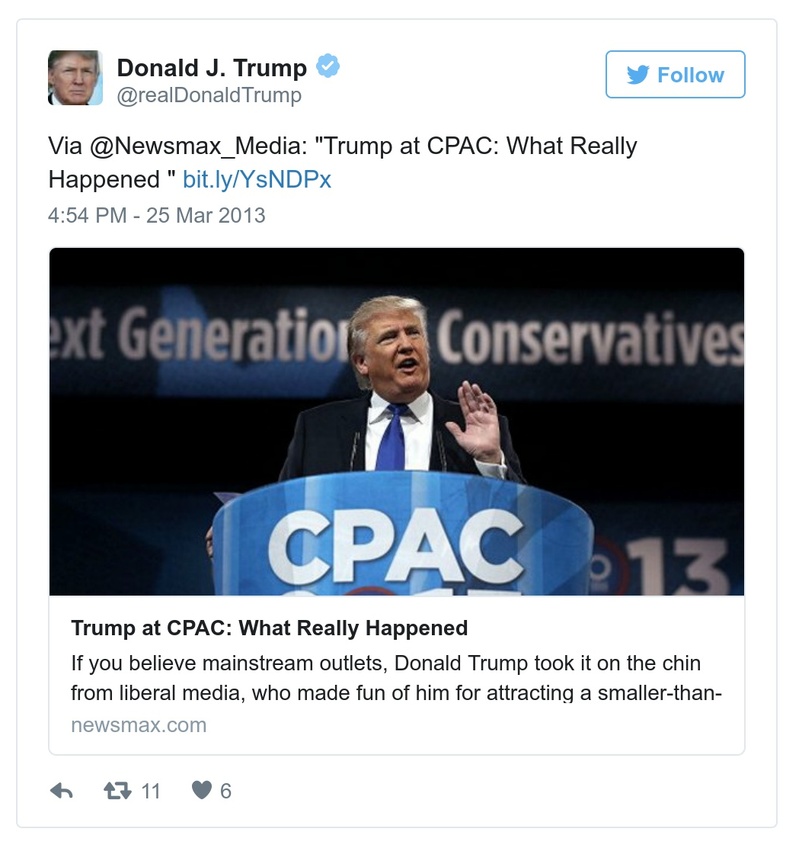 Donald J. Trump
@realDonaldTrump
Follow
Via @Newsmax_Media: "Trump at CPAC: What Really
Happened " bit.ly/YsNDPx
4:54 PM - 25 Mar 2013
ext Generation Conservatives
CPAC
13
Trump at CPAC: What Really Happened
If you believe mainstream outlets, Donald Trump took it on the chin
from liberal media, who made fun of him for attracting a smaller-than-
newsmax.com
11 6